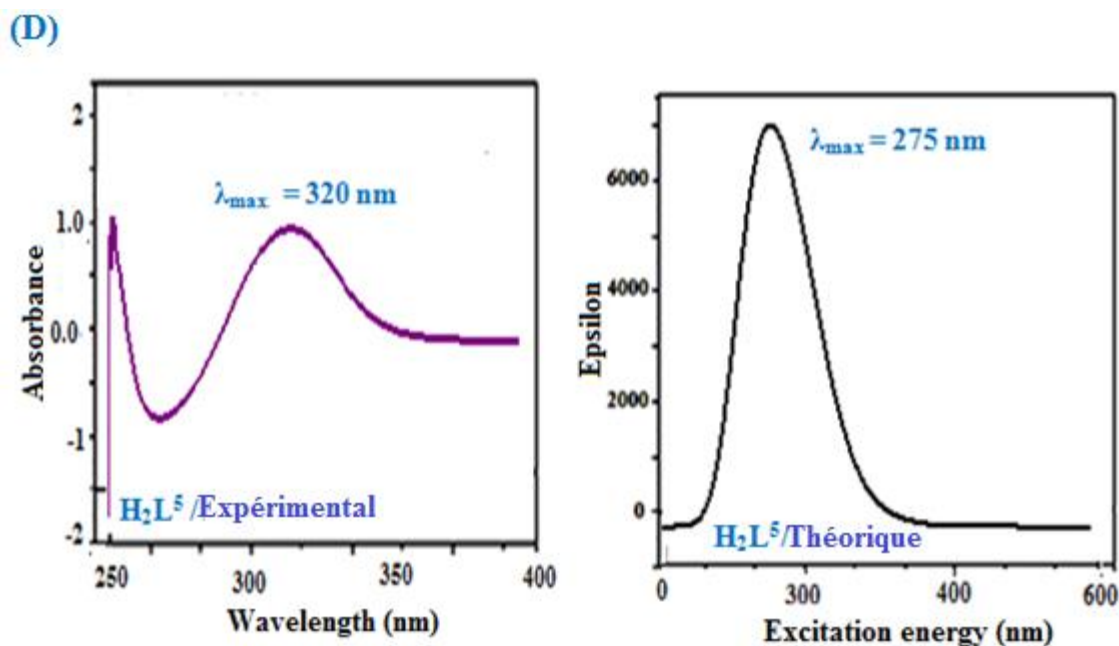 (D)
λmax = 320 nm
2
1.0
0.0
-1
-2
Absorbance
H₂L⁵ /Expérimental
250
300
350
400
Wavelength (nm)
λmax = 275 nm
6000
4000
2000
0
Epsilon
H₂L⁵/Théorique
0
300
400
600
Excitation energy (nm)